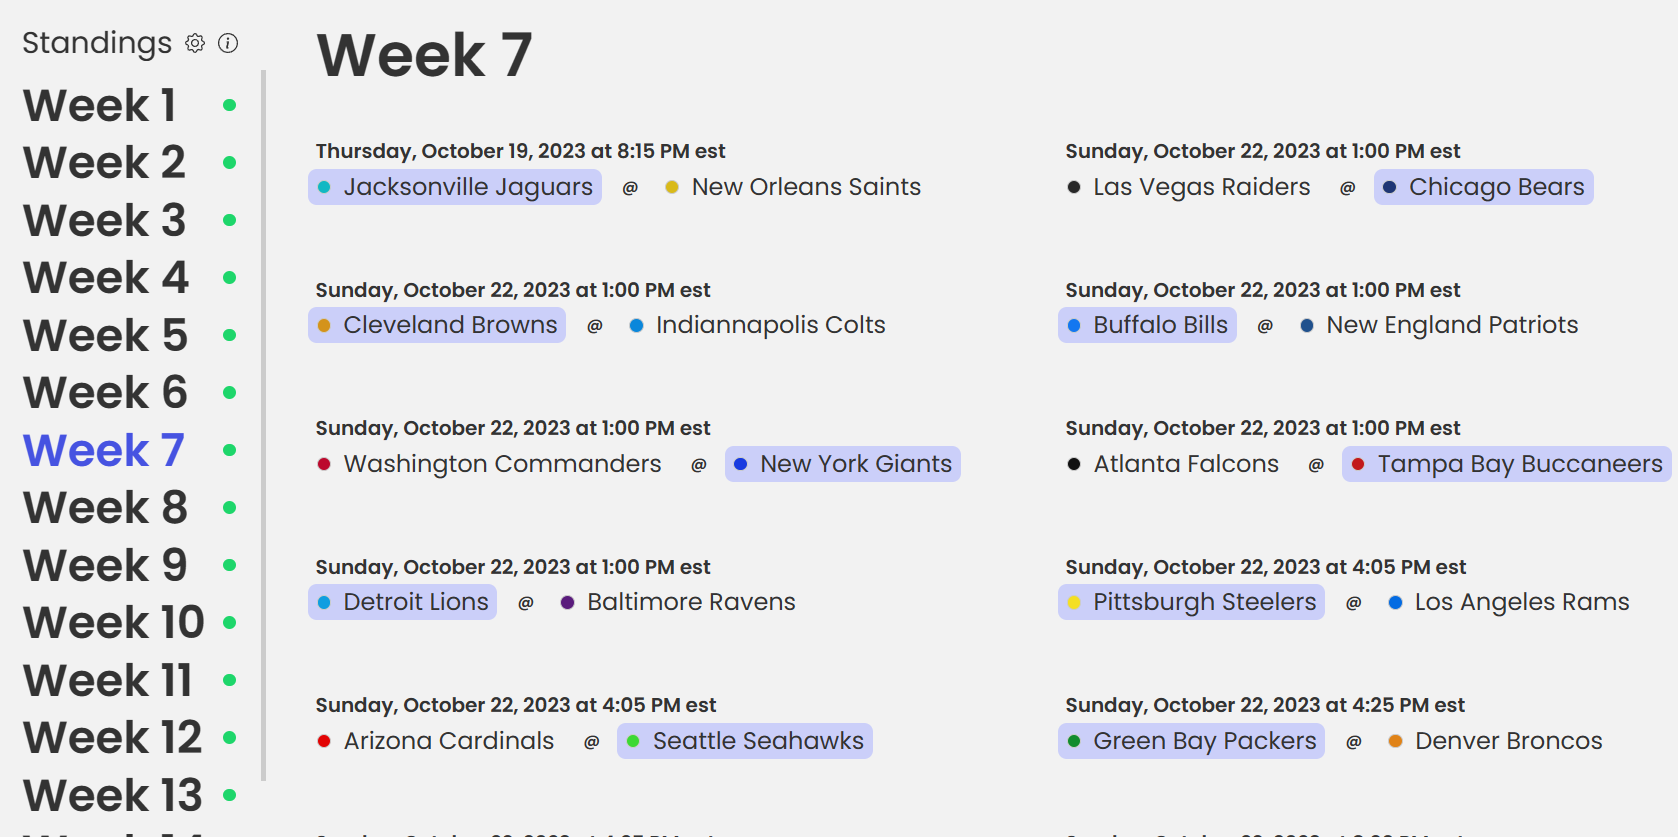 Standings
Week 1
Week 2
Week 3
Week 4
Week 5
Week 6
Week 7
Week 8
Week 9
Week 10
Week 11
Week 12
Week 13
Week 7
Thursday, October 19, 2023 at 8:15 PM est
Jacksonville Jaguars @ New Orleans Saints
Sunday, October 22, 2023 at 1:00 PM est
Las Vegas Raiders @ Chicago Bears
Sunday, October 22, 2023 at 1:00 PM est
Cleveland Browns @ Indiannapolis Colts
Sunday, October 22, 2023 at 1:00 PM est
Buffalo Bills @ New England Patriots
Sunday, October 22, 2023 at 1:00 PM est
Washington Commanders @ New York Giants
Sunday, October 22, 2023 at 1:00 PM est
Atlanta Falcons @ Tampa Bay Buccaneers
Sunday, October 22, 2023 at 1:00 PM est
Detroit Lions @ Baltimore Ravens
Sunday, October 22, 2023 at 4:05 PM est
Pittsburgh Steelers @ Los Angeles Rams
Sunday, October 22, 2023 at 4:05 PM est
Arizona Cardinals @ Seattle Seahawks
Sunday, October 22, 2023 at 4:25 PM est
Green Bay Packers @ Denver Broncos